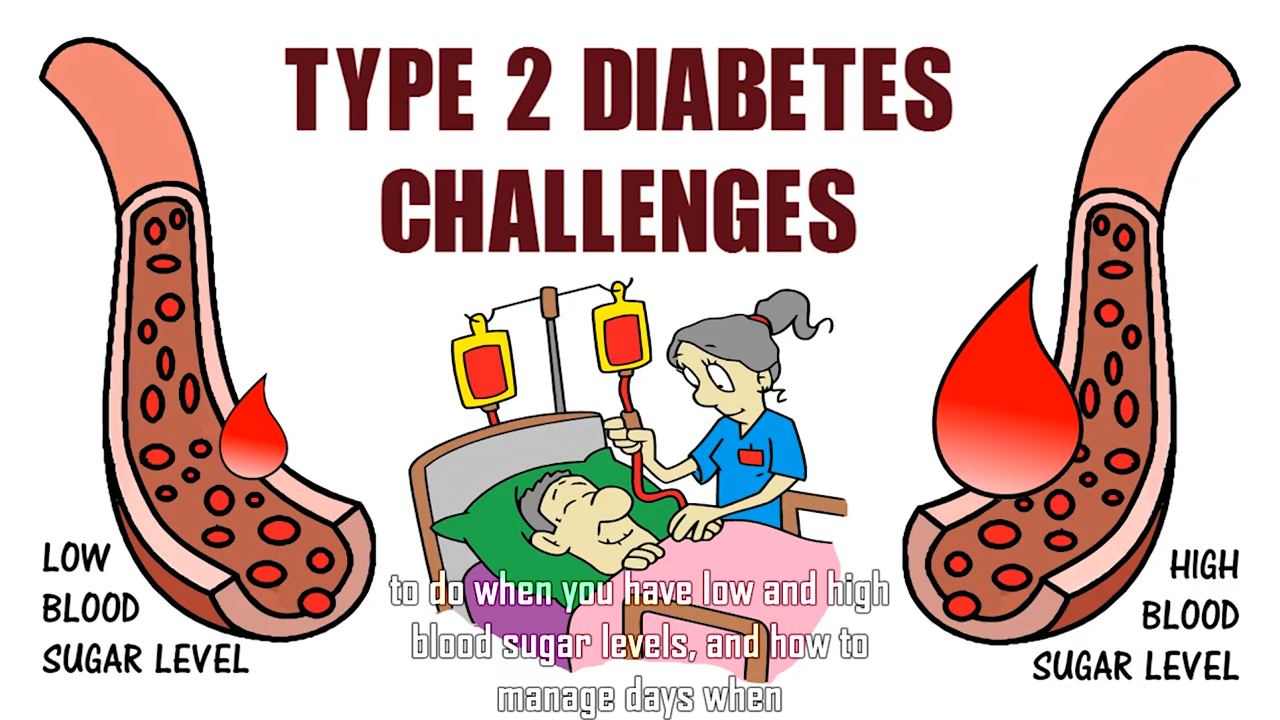 TYPE 2 DIABETES
CHALLENGES
LOW
BLOOD
SUGAR LEVEL
HIGH
BLOOD
SUGAR LEVEL
to do when you have low and high
blood sugar levels, and how to
manage days when